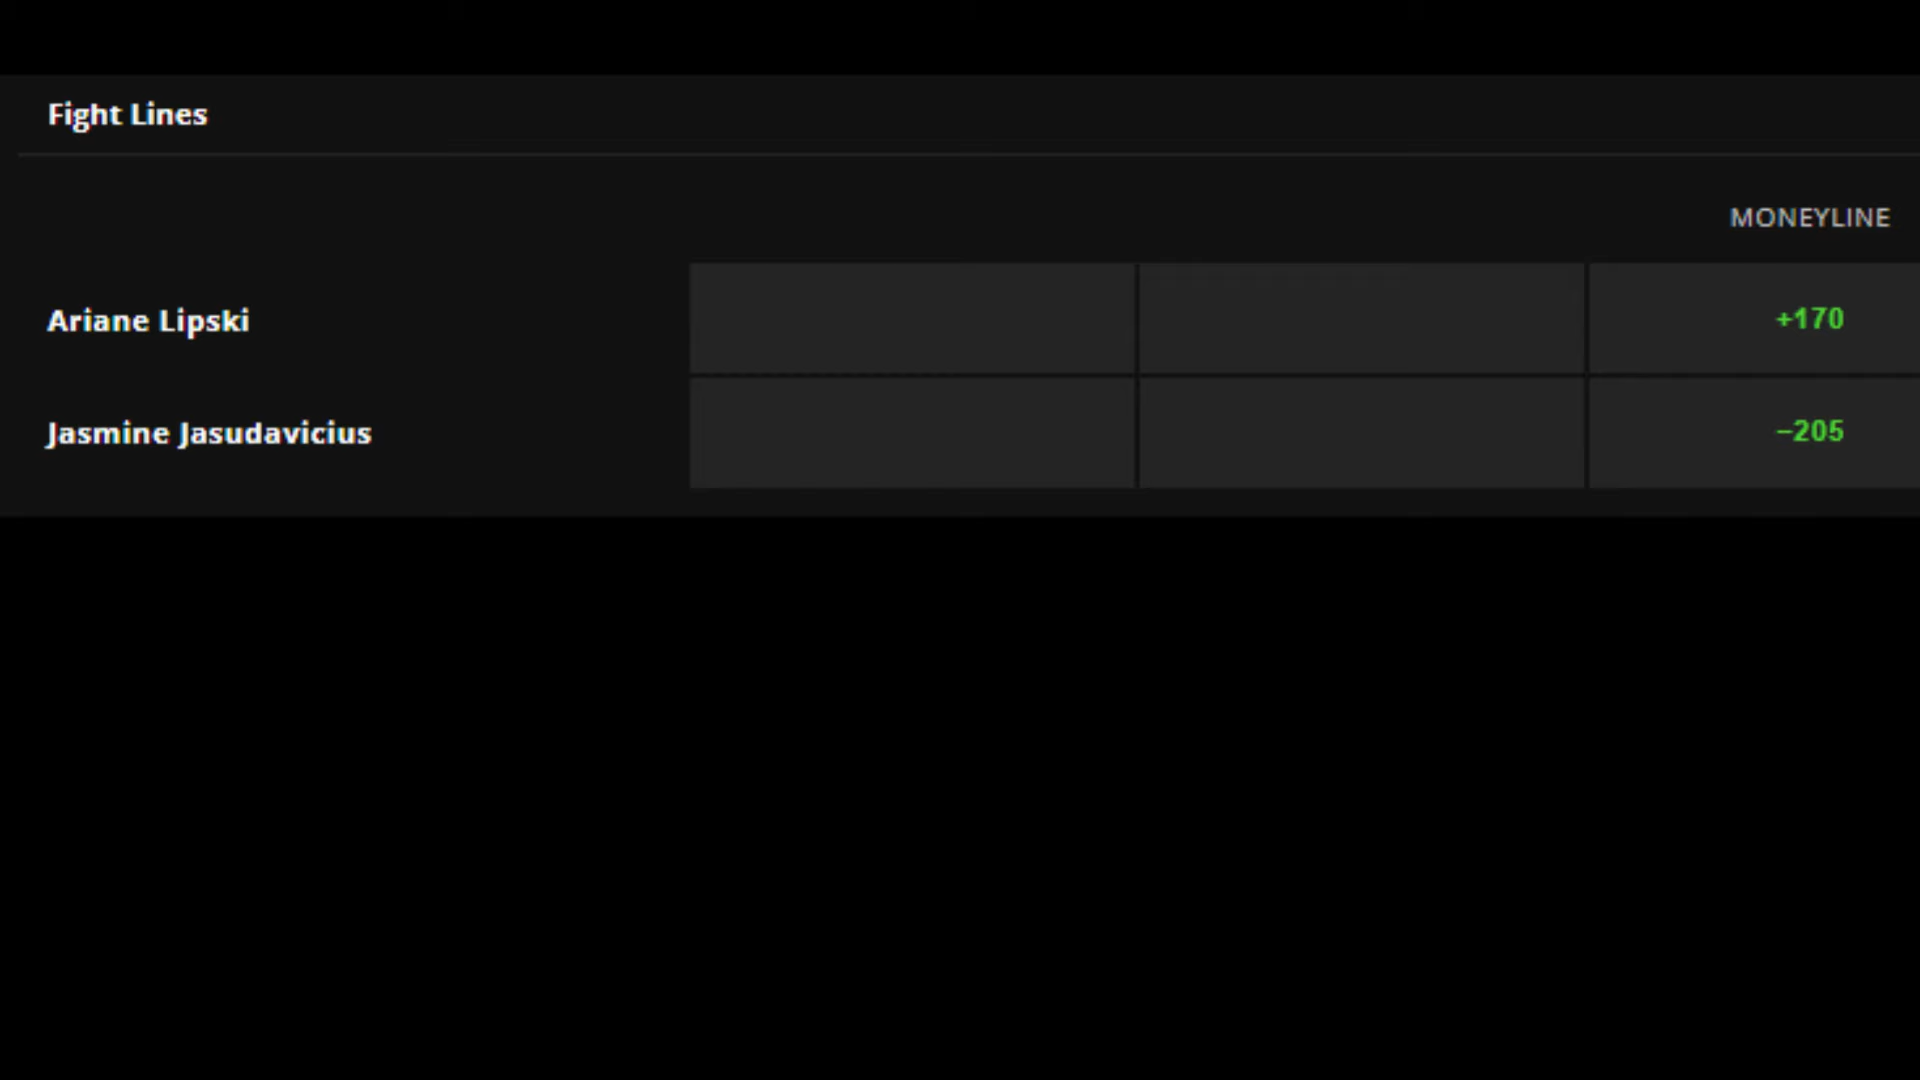 Fight Lines
MONEYLINE
Ariane Lipski
+170
Jasmine Jasudavicius
−205